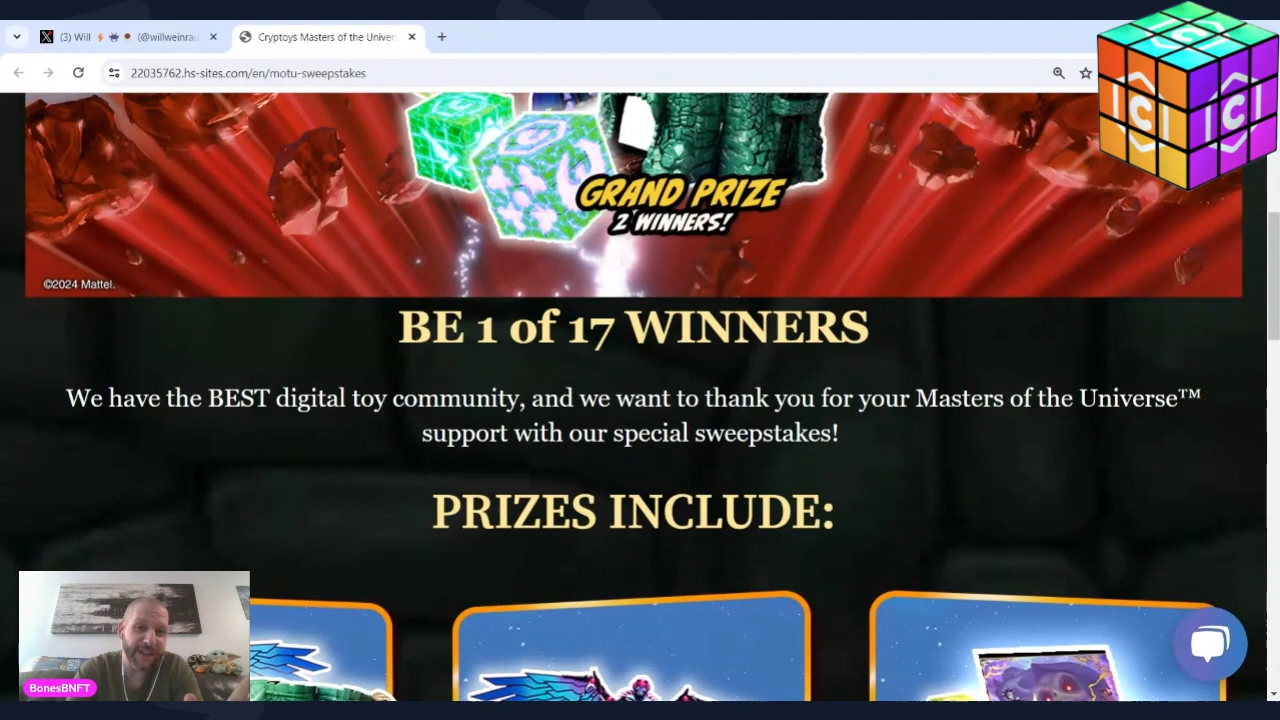 (3) Will ⚡ 👾 (@willweinrau
Cryptoys Masters of the Univer
22035762.hs-sites.com/en/motu-sweepstakes
C C
GRAND PRIZE
2 WINNERS!
©2024 Mattel.
BE 1 of 17 WINNERS
We have the BEST digital toy community, and we want to thank you for your Masters of the Universe™
support with our special sweepstakes!
PRIZES INCLUDE:
BonesBNFT